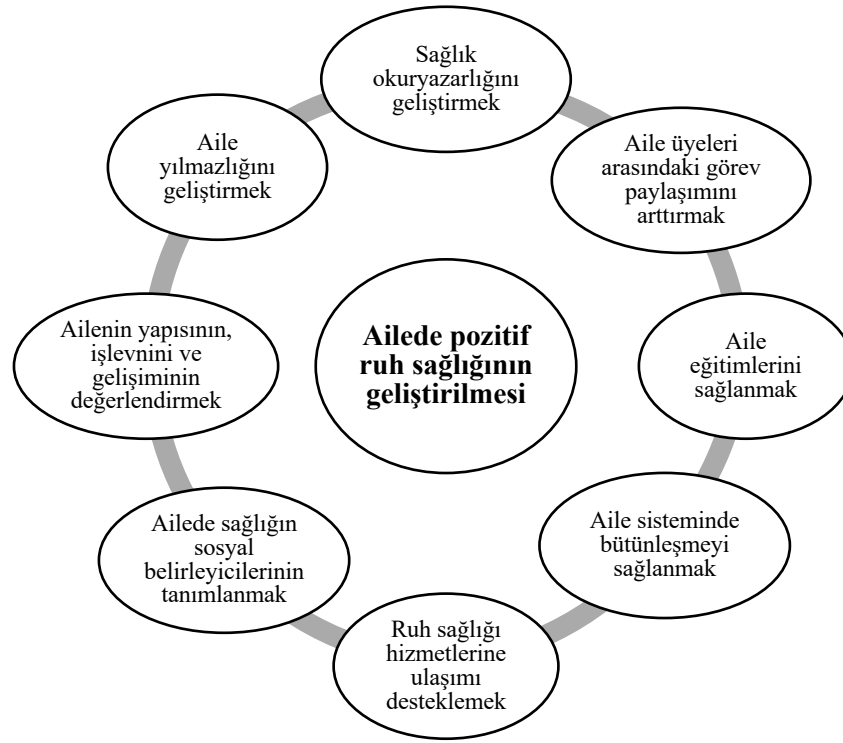 Sağlık
okuryazarlığını
geliştirmek
Aile üyeleri
arasındaki görev
paylaşımını
arttırmak
Aile
eğitimlerini
sağlanmak
Aile sisteminde
bütünleşmeyi
sağlanmak
Ruh sağlığı
hizmetlerine
ulaşımı
desteklemek
Ailede sağlığın
sosyal
belirleyicilerinin
tanımlanmak
Ailenin yapısının,
işlevnini ve
gelişiminin
değerlendirmek
Aile
yılmazlığını
geliştirmek
Ailede pozitif
ruh sağlığının
geliştirilmesi